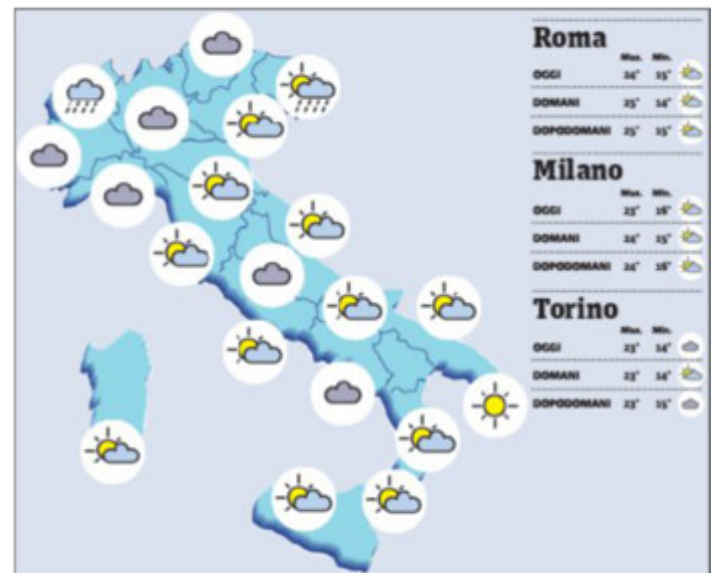 Roma
Max. Min.
OGGI 24° 15°
DOMANI 25° 14°
DOPODOMANI 25° 15°
Milano
Max. Min.
OGGI 23° 16°
DOMANI 24° 15°
DOPODOMANI 24° 16°
Torino
Max. Min.
OGGI 23° 14°
DOMANI 23° 14°
DOPODOMANI 23° 15°